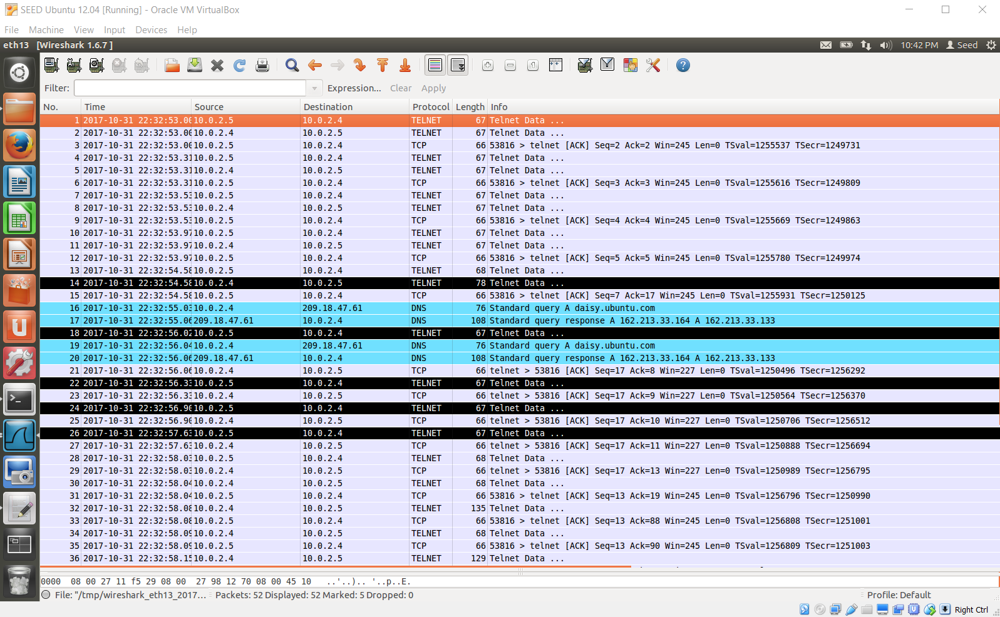 SEED Ubuntu 12.04 [Running] - Oracle VM VirtualBox
File Machine View Input Devices Help
eth13 [Wireshark 1.6.7 ] 10:42 PM Seed
Filter: Expression... Clear Apply
No. Time Source Destination Protocol Length Info
1 2017-10-31 22:32:53.00 10.0.2.5 10.0.2.4 TELNET 67 Telnet Data ...
2 2017-10-31 22:32:53.00 10.0.2.4 10.0.2.5 TELNET 67 Telnet Data ...
3 2017-10-31 22:32:53.00 10.0.2.5 10.0.2.4 TCP 66 53816 > telnet [ACK] Seq=2 Ack=2 Win=245 Len=0 TSval=1255537 TSecr=1249731
4 2017-10-31 22:32:53.31 10.0.2.5 10.0.2.4 TELNET 67 Telnet Data ...
5 2017-10-31 22:32:53.31 10.0.2.4 10.0.2.5 TELNET 67 Telnet Data ...
6 2017-10-31 22:32:53.31 10.0.2.5 10.0.2.4 TCP 66 53816 > telnet [ACK] Seq=3 Ack=3 Win=245 Len=0 TSval=1255616 TSecr=1249809
7 2017-10-31 22:32:53.53 10.0.2.5 10.0.2.4 TELNET 67 Telnet Data ...
8 2017-10-31 22:32:53.53 10.0.2.4 10.0.2.5 TELNET 67 Telnet Data ...
9 2017-10-31 22:32:53.53 10.0.2.5 10.0.2.4 TCP 66 53816 > telnet [ACK] Seq=4 Ack=4 Win=245 Len=0 TSval=1255669 TSecr=1249863
10 2017-10-31 22:32:53.97 10.0.2.5 10.0.2.4 TELNET 67 Telnet Data ...
11 2017-10-31 22:32:53.97 10.0.2.4 10.0.2.5 TELNET 67 Telnet Data ...
12 2017-10-31 22:32:53.97 10.0.2.5 10.0.2.4 TCP 66 53816 > telnet [ACK] Seq=5 Ack=5 Win=245 Len=0 TSval=1255780 TSecr=1249974
13 2017-10-31 22:32:54.58 10.0.2.5 10.0.2.4 TELNET 68 Telnet Data ...
14 2017-10-31 22:32:54.58 10.0.2.4 10.0.2.5 TELNET 78 Telnet Data ...
15 2017-10-31 22:32:54.58 10.0.2.5 10.0.2.4 TCP 66 53816 > telnet [ACK] Seq=7 Ack=17 Win=245 Len=0 TSval=1255931 TSecr=1250125
16 2017-10-31 22:32:55.03 10.0.2.4 209.18.47.61 DNS 76 Standard query A daisy.ubuntu.com
17 2017-10-31 22:32:55.06 209.18.47.61 10.0.2.4 DNS 108 Standard query response A 162.213.33.164 A 162.213.33.133
18 2017-10-31 22:32:56.02 10.0.2.5 10.0.2.4 TELNET 67 Telnet Data ...
19 2017-10-31 22:32:56.04 10.0.2.4 209.18.47.61 DNS 76 Standard query A daisy.ubuntu.com
20 2017-10-31 22:32:56.06 209.18.47.61 10.0.2.4 DNS 108 Standard query response A 162.213.33.164 A 162.213.33.133
21 2017-10-31 22:32:56.06 10.0.2.4 10.0.2.5 TCP 66 telnet > 53816 [ACK] Seq=17 Ack=8 Win=227 Len=0 TSval=1250496 TSecr=1256292
22 2017-10-31 22:32:56.33 10.0.2.5 10.0.2.4 TELNET 67 Telnet Data ...
23 2017-10-31 22:32:56.33 10.0.2.4 10.0.2.5 TCP 66 telnet > 53816 [ACK] Seq=17 Ack=9 Win=227 Len=0 TSval=1250564 TSecr=1256370
24 2017-10-31 22:32:56.90 10.0.2.5 10.0.2.4 TELNET 67 Telnet Data ...
25 2017-10-31 22:32:56.90 10.0.2.4 10.0.2.5 TCP 66 telnet > 53816 [ACK] Seq=17 Ack=10 Win=227 Len=0 TSval=1250706 TSecr=1256512
26 2017-10-31 22:32:57.63 10.0.2.5 10.0.2.4 TELNET 67 Telnet Data ...
27 2017-10-31 22:32:57.63 10.0.2.4 10.0.2.5 TCP 66 telnet > 53816 [ACK] Seq=17 Ack=11 Win=227 Len=0 TSval=1250888 TSecr=1256694
28 2017-10-31 22:32:58.03 10.0.2.5 10.0.2.4 TELNET 68 Telnet Data ...
29 2017-10-31 22:32:58.03 10.0.2.4 10.0.2.5 TCP 66 telnet > 53816 [ACK] Seq=17 Ack=13 Win=227 Len=0 TSval=1250989 TSecr=1256795
30 2017-10-31 22:32:58.04 10.0.2.4 10.0.2.5 TELNET 68 Telnet Data ...
31 2017-10-31 22:32:58.04 10.0.2.5 10.0.2.4 TCP 66 53816 > telnet [ACK] Seq=13 Ack=19 Win=245 Len=0 TSval=1256796 TSecr=1250990
32 2017-10-31 22:32:58.08 10.0.2.4 10.0.2.5 TELNET 135 Telnet Data ...
33 2017-10-31 22:32:58.08 10.0.2.5 10.0.2.4 TCP 66 53816 > telnet [ACK] Seq=13 Ack=88 Win=245 Len=0 TSval=1256808 TSecr=1251001
34 2017-10-31 22:32:58.09 10.0.2.4 10.0.2.5 TELNET 68 Telnet Data ...
35 2017-10-31 22:32:58.09 10.0.2.5 10.0.2.4 TCP 66 53816 > telnet [ACK] Seq=13 Ack=90 Win=245 Len=0 TSval=1256809 TSecr=1251003
36 2017-10-31 22:32:58.15 10.0.2.4 10.0.2.5 TELNET 129 Telnet Data ...
0000 08 00 27 11 f5 29 08 00 27 98 12 70 08 00 45 10 ..'..).. '..p..E.
File: "/tmp/wireshark_eth13_2017... Packets: 52 Displayed: 52 Marked: 5 Dropped: 0 Profile: Default
Right Ctrl